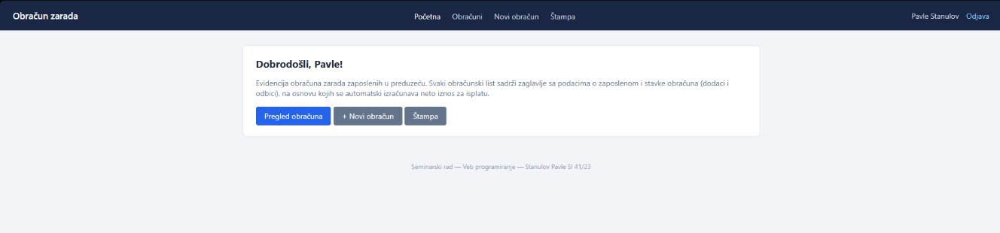 Obračun zarada
Početna Obračuni Novi obračun Štampa
Pavle Stanulov Odjava
Dobrodošli, Pavle!
Evidencija obračuna zarada zaposlenih u preduzeću. Svaki obračunski list sadrži zaglavlje sa podacima o zaposlenom i stavke obračuna (dodaci i
odbici), na osnovu kojih se automatski izračunava neto iznos za isplatu.
Pregled obračuna + Novi obračun Štampa
Seminarski rad — Veb programiranje — Stanulov Pavle SI 41/23